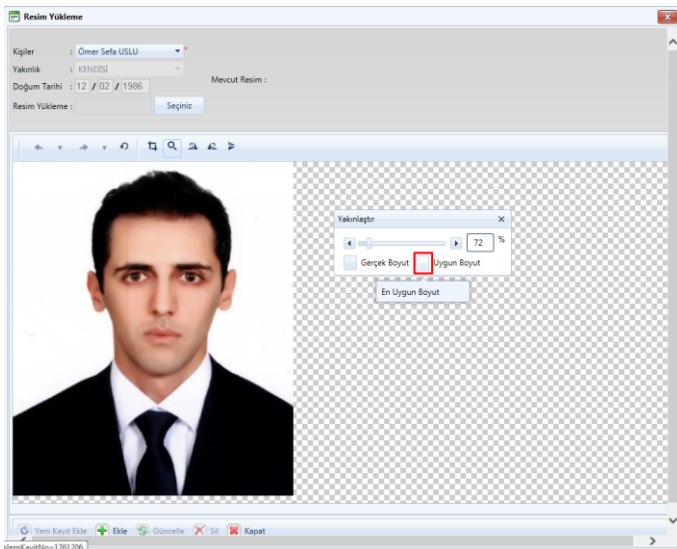 Resim Yükleme
Kişiler : Ömer Sefa USLU *
Yakınlık : KENDİSİ
Doğum Tarihi : 12 / 02 / 1986
Mevcut Resim :
Resim Yükleme : Seçiniz
Yakınlaştır X
72 %
Gerçek Boyut Uygun Boyut
En Uygun Boyut
Yeni Kayıt Ekle Ekle Güncelle Sil Kapat